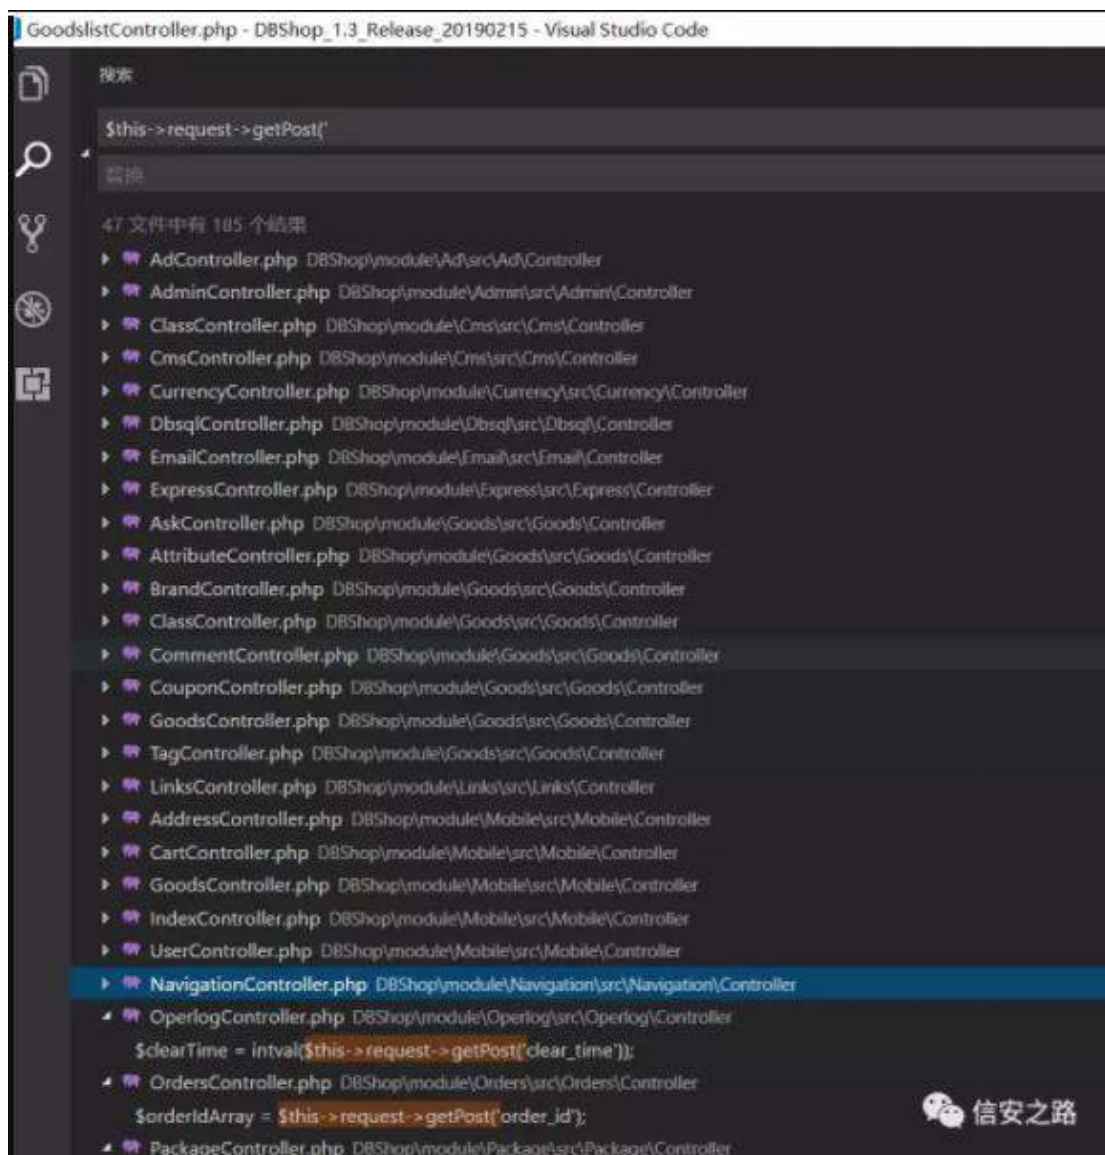 GoodslistController.php - DBShop_1.3_Release_20190215 - Visual Studio Code
搜索
$this->request->getPost('
替换
47 文件中有 185 个结果
AdController.php DBShop\module\Ad\src\Ad\Controller
AdminController.php DBShop\module\Admin\src\Admin\Controller
ClassController.php DBShop\module\Cms\src\Cms\Controller
CmsController.php DBShop\module\Cms\src\Cms\Controller
CurrencyController.php DBShop\module\Currency\src\Currency\Controller
DbsqlController.php DBShop\module\Dbsql\src\Dbsql\Controller
EmailController.php DBShop\module\Email\src\Email\Controller
ExpressController.php DBShop\module\Express\src\Express\Controller
AskController.php DBShop\module\Goods\src\Goods\Controller
AttributeController.php DBShop\module\Goods\src\Goods\Controller
BrandController.php DBShop\module\Goods\src\Goods\Controller
ClassController.php DBShop\module\Goods\src\Goods\Controller
CommentController.php DBShop\module\Goods\src\Goods\Controller
CouponController.php DBShop\module\Goods\src\Goods\Controller
GoodsController.php DBShop\module\Goods\src\Goods\Controller
TagController.php DBShop\module\Goods\src\Goods\Controller
LinksController.php DBShop\module\Links\src\Links\Controller
AddressController.php DBShop\module\Mobile\src\Mobile\Controller
CartController.php DBShop\module\Mobile\src\Mobile\Controller
GoodsController.php DBShop\module\Mobile\src\Mobile\Controller
IndexController.php DBShop\module\Mobile\src\Mobile\Controller
UserController.php DBShop\module\Mobile\src\Mobile\Controller
NavigationController.php DBShop\module\Navigation\src\Navigation\Controller
OperlogController.php DBShop\module\Operlog\src\Operlog\Controller
$clearTime = intval($this->request->getPost('clear_time'));
OrdersController.php DBShop\module\Orders\src\Orders\Controller
$orderIdArray = $this->request->getPost('order_id');
信安之路
PackageController.php DBShop\module\Package\src\Package\Controller